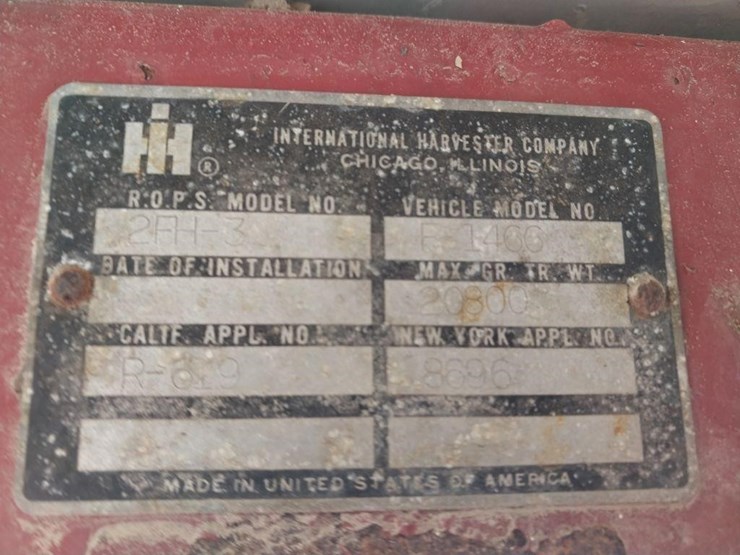 IH ®
INTERNATIONAL HARVESTER COMPANY
CHICAGO, ILLINOIS
R.O.P.S. MODEL NO. VEHICLE MODEL NO.
2FH-3 F-1466
DATE OF INSTALLATION MAX. GR. TR. WT.
20800
CALIF. APPL. NO. NEW YORK APPL. NO.
R-619 8696
MADE IN UNITED STATES OF AMERICA